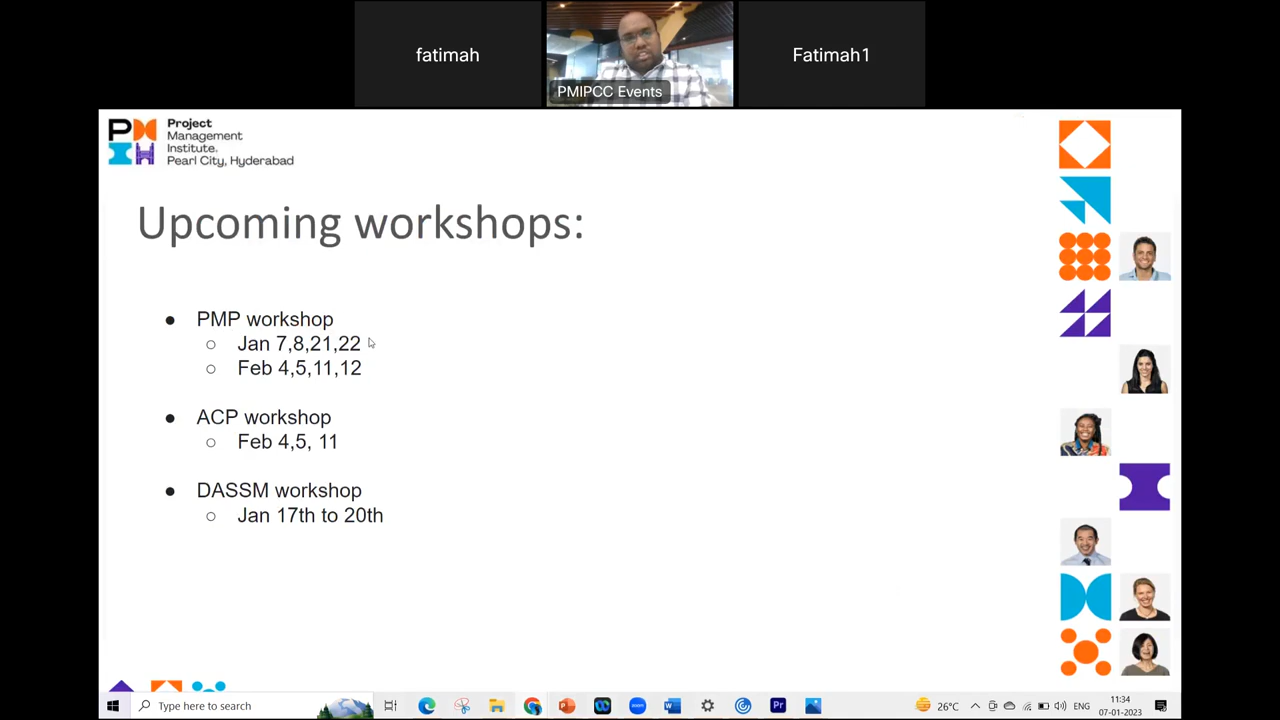 fatimah
PMIPCC Events
Fatimah1
Project
Management
Institute.
Pearl City, Hyderabad
Upcoming workshops:
● PMP workshop
○ Jan 7,8,21,22
○ Feb 4,5,11,12
● ACP workshop
○ Feb 4,5, 11
● DASSM workshop
○ Jan 17th to 20th
Type here to search
zoom
W
Pr
26°C
ENG
11:34
07-01-2023